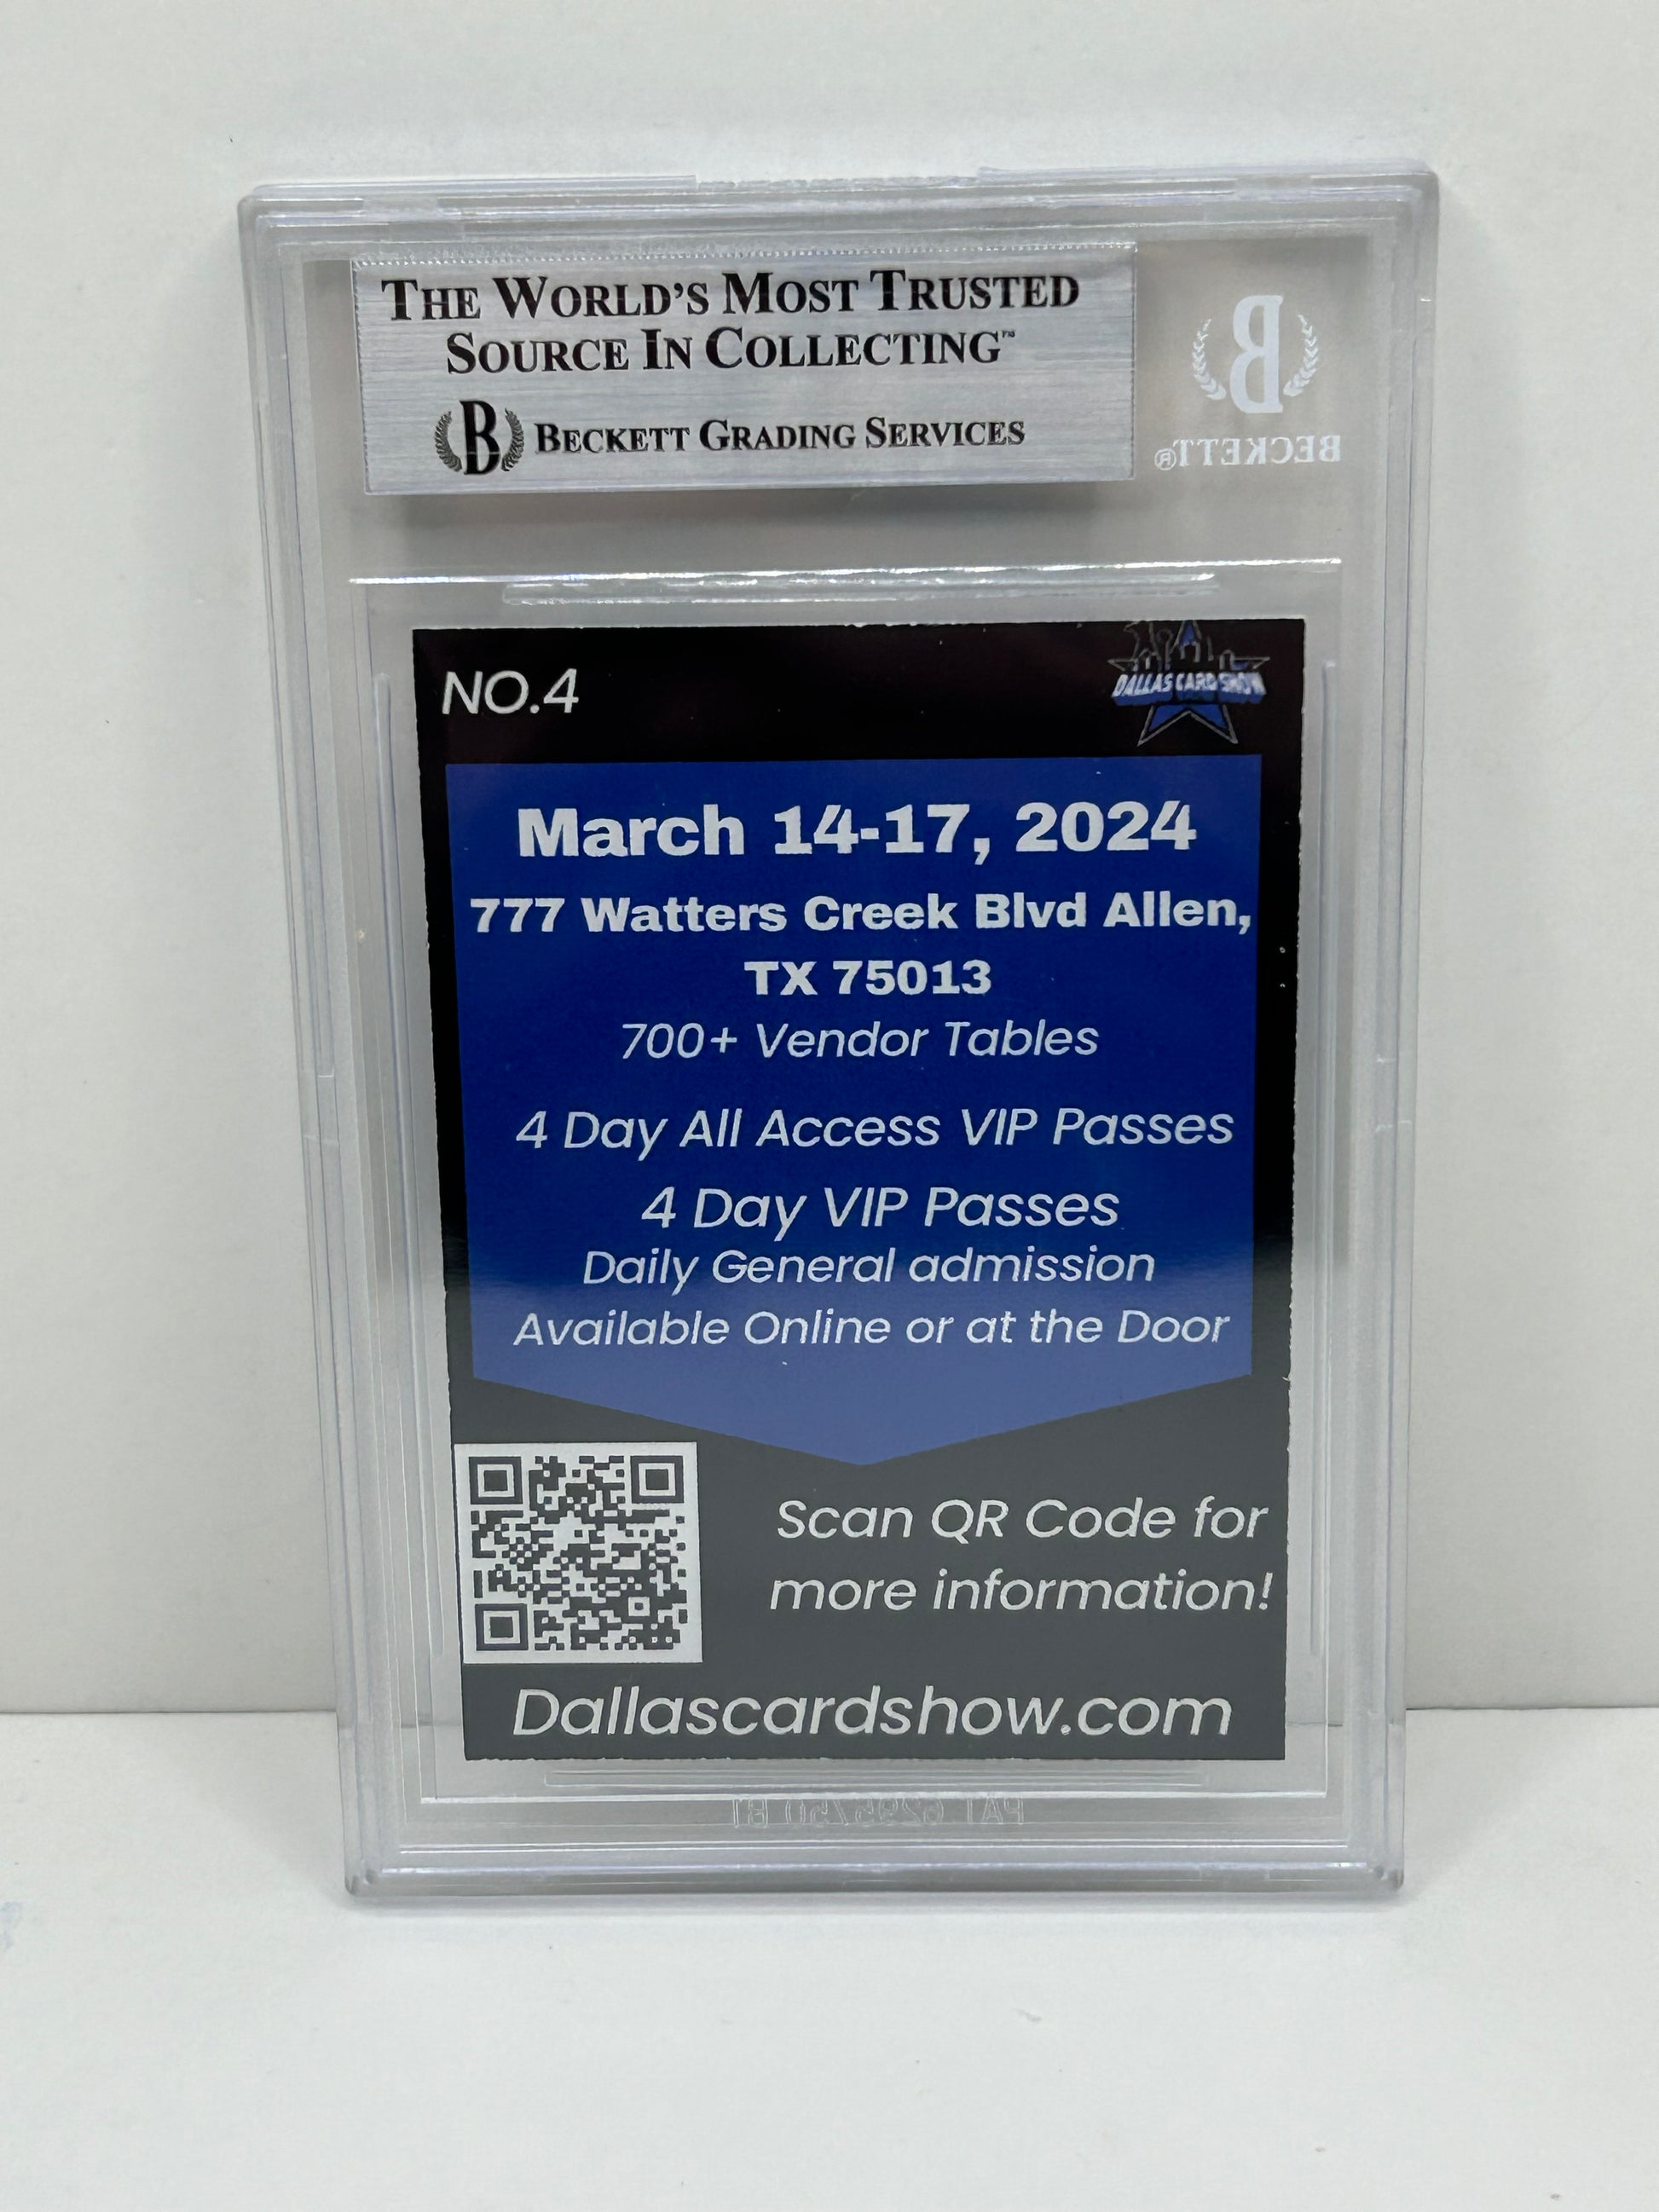 THE WORLD'S MOST TRUSTED
SOURCE IN COLLECTING™
B BECKETT GRADING SERVICES
B
BECKETT®
NO.4
DALLAS CARD SHOW
March 14-17, 2024
777 Watters Creek Blvd Allen,
TX 75013
700+ Vendor Tables
4 Day All Access VIP Passes
4 Day VIP Passes
Daily General admission
Available Online or at the Door
Scan QR Code for
more information!
Dallascardshow.com